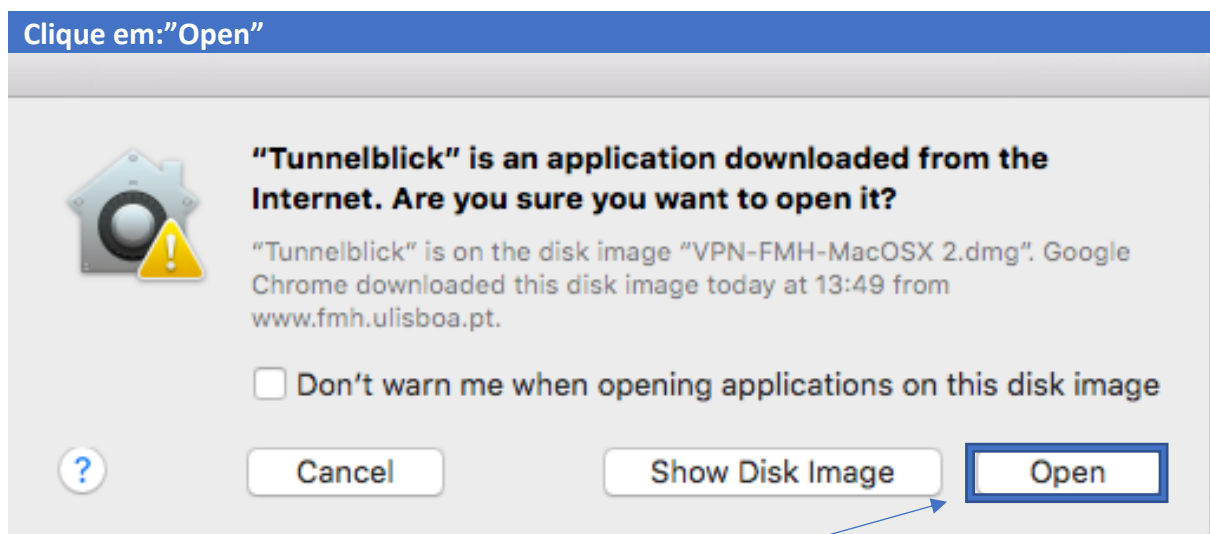 Clique em:”Open”
“Tunnelblick” is an application downloaded from the
Internet. Are you sure you want to open it?
“Tunnelblick” is on the disk image “VPN-FMH-MacOSX 2.dmg”. Google
Chrome downloaded this disk image today at 13:49 from
www.fmh.ulisboa.pt.
Don’t warn me when opening applications on this disk image
?
Cancel
Show Disk Image
Open